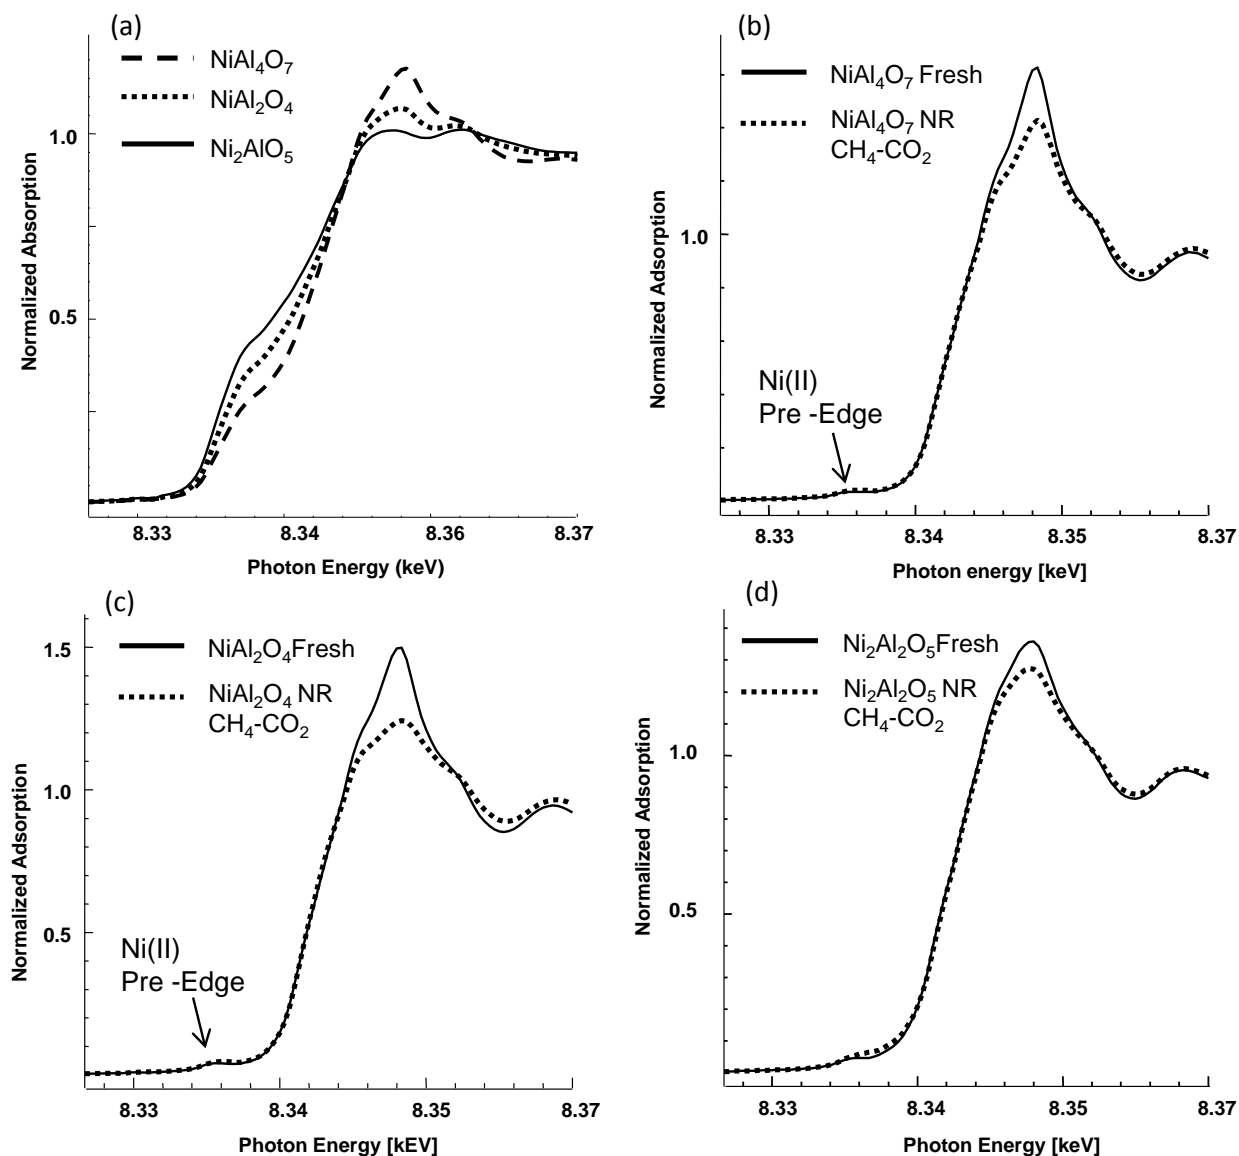 (a)
NiAl₄O₇
NiAl₂O₄
Ni₂AlO₅
1.0
0.5
Normalized Absorption
8.33
8.34
8.36
8.37
Photon Energy (keV)
(b)
NiAl₄O₇ Fresh
NiAl₄O₇ NR
CH₄-CO₂
1.0
Ni(II)
Pre -Edge
Normalized Adsorption
8.33
8.34
8.35
8.37
Photon energy [keV]
(c)
NiAl₂O₄Fresh
NiAl₂O₄ NR
CH₄-CO₂
1.5
1.0
0.5
Ni(II)
Pre -Edge
Normalized Adsorption
8.33
8.34
8.35
8.37
Photon Energy [kEV]
(d)
Ni₂Al₂O₅Fresh
Ni₂Al₂O₅ NR
CH₄-CO₂
1.0
0.5
Normalized Adsorption
8.33
8.34
8.35
8.37
Photon Energy [keV]